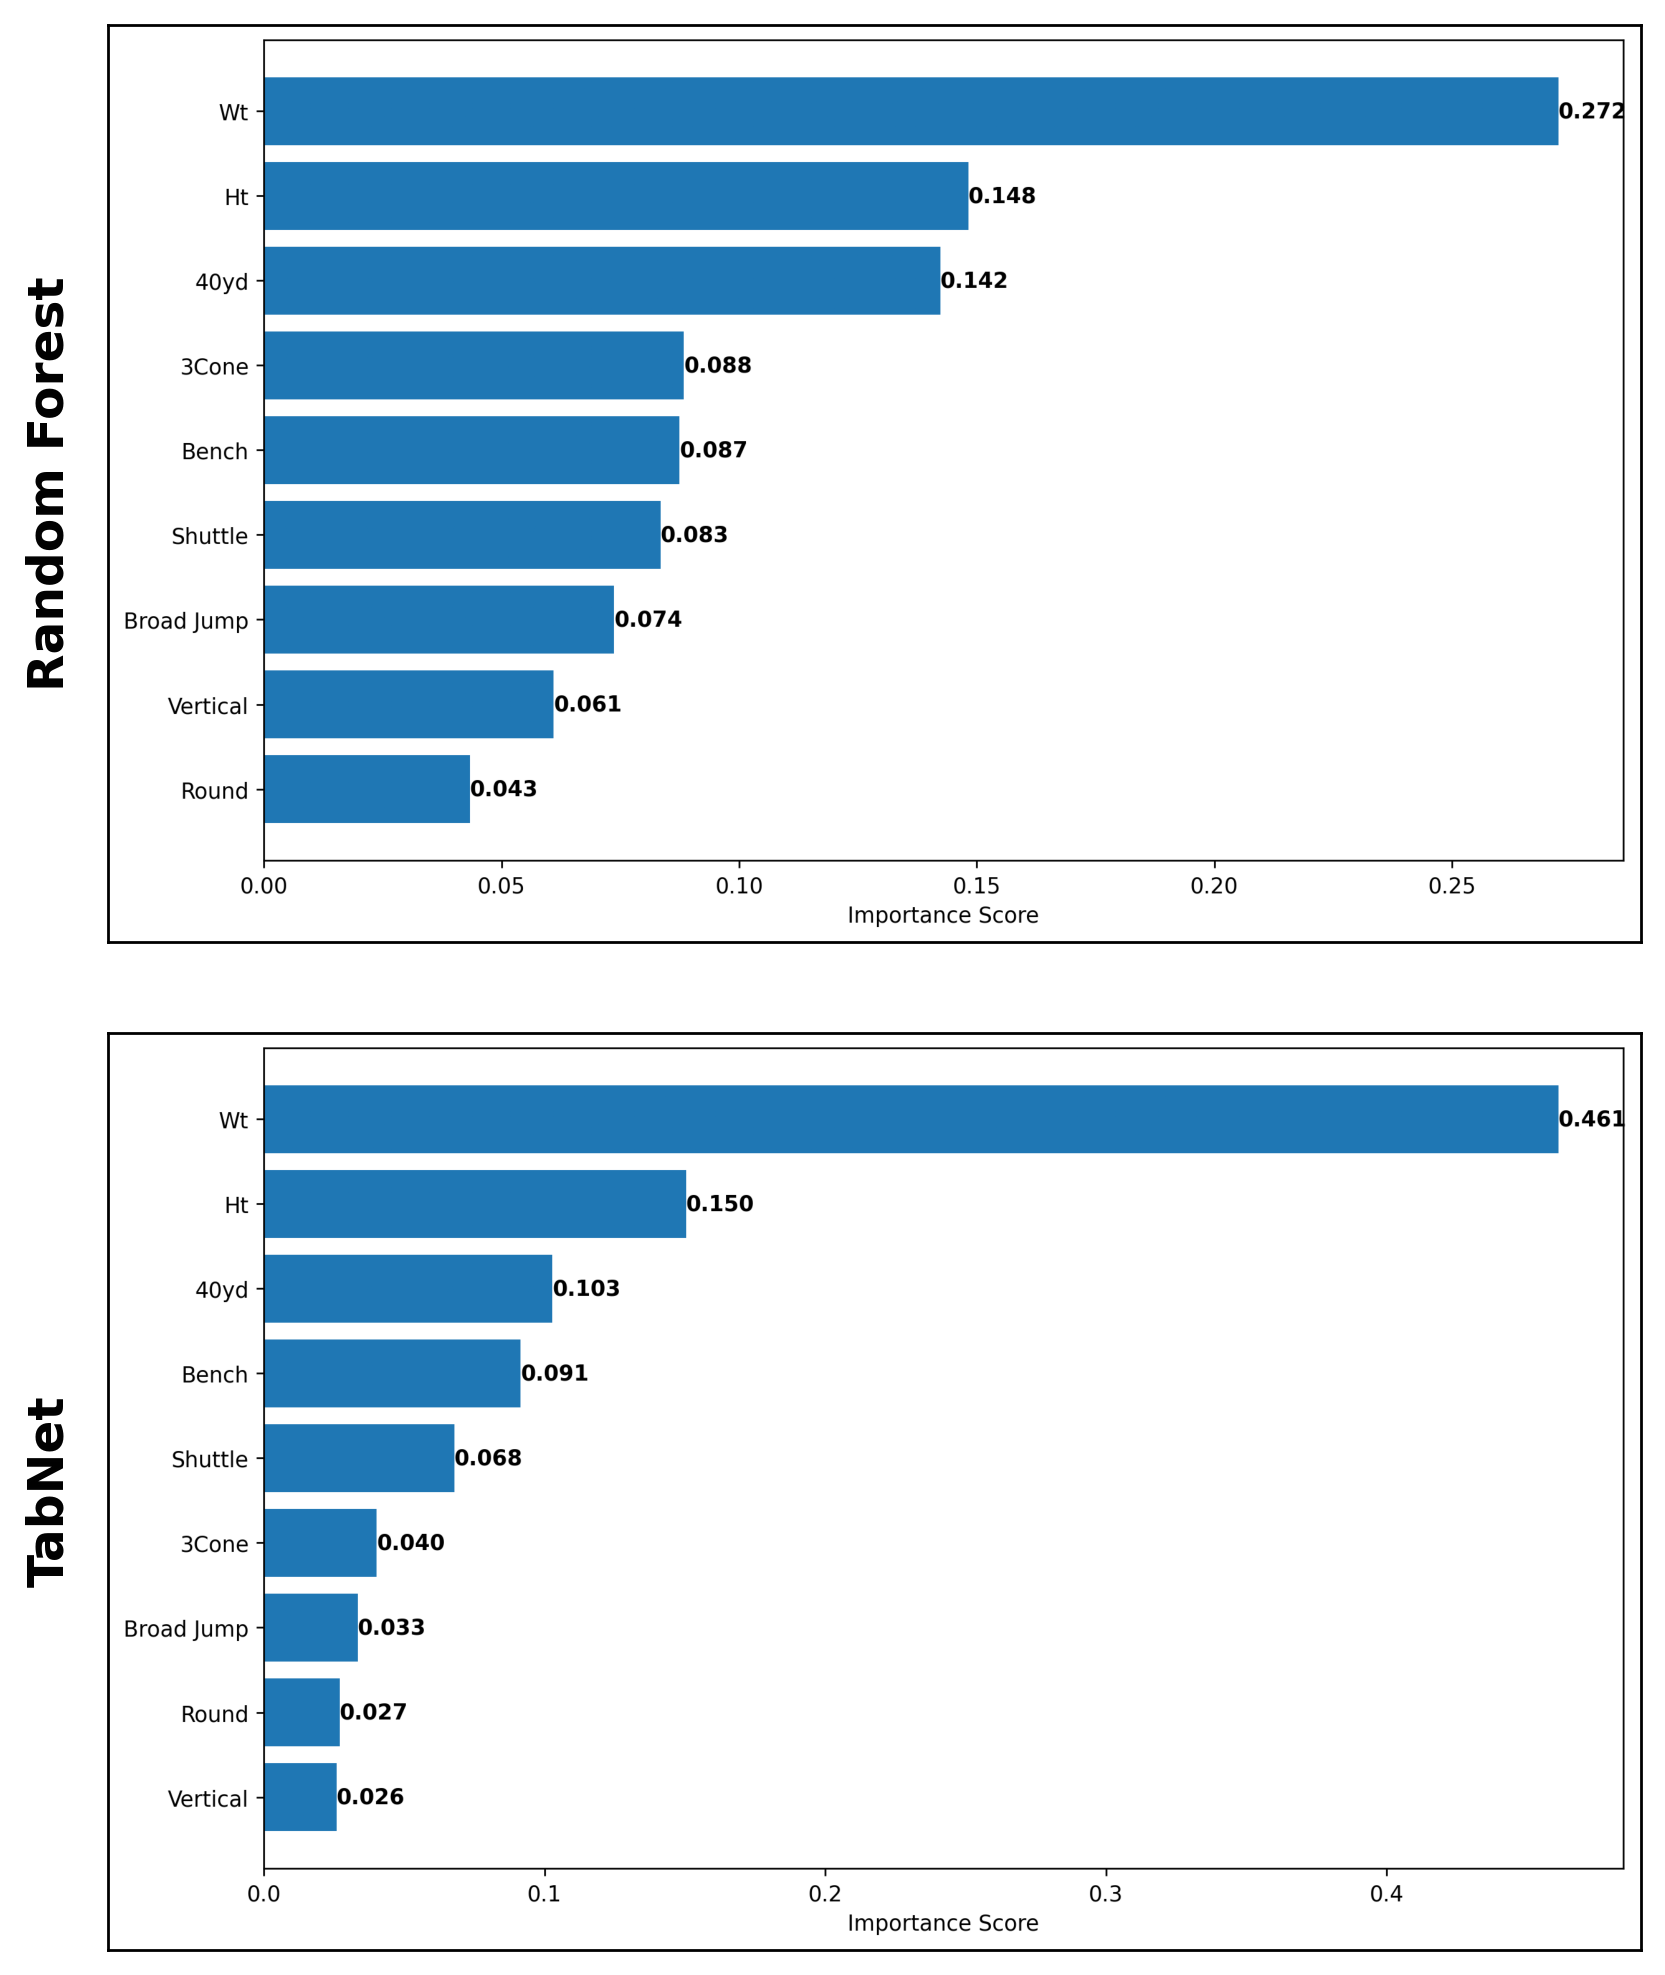 Random Forest
Wt 0.272
Ht 0.148
40yd 0.142
3Cone 0.088
Bench 0.087
Shuttle 0.083
Broad Jump 0.074
Vertical 0.061
Round 0.043
0.00 0.05 0.10 0.15 0.20 0.25
Importance Score
TabNet
Wt 0.461
Ht 0.150
40yd 0.103
Bench 0.091
Shuttle 0.068
3Cone 0.040
Broad Jump 0.033
Round 0.027
Vertical 0.026
0.0 0.1 0.2 0.3 0.4
Importance Score